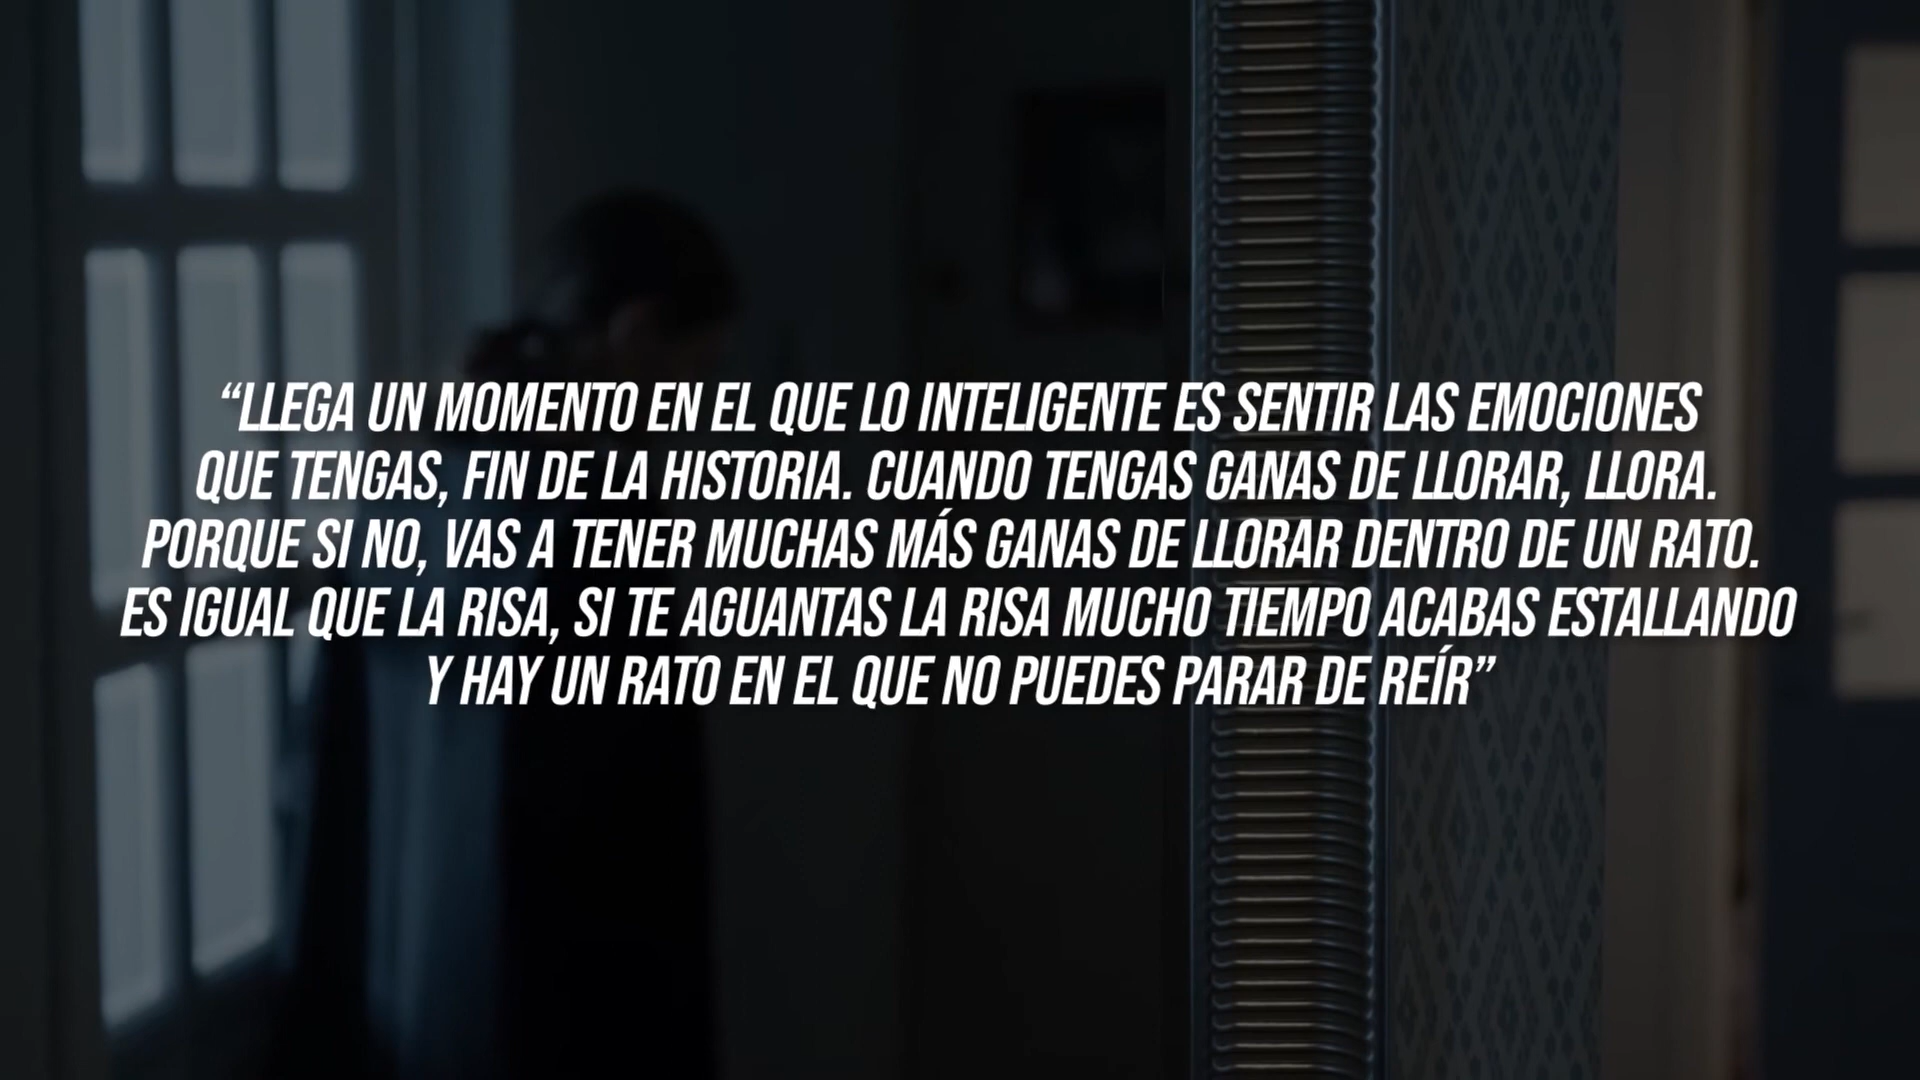 “LLEGA UN MOMENTO EN EL QUE LO INTELIGENTE ES SENTIR LAS EMOCIONES
QUE TENGAS, FIN DE LA HISTORIA. CUANDO TENGAS GANAS DE LLORAR, LLORA.
PORQUE SI NO, VAS A TENER MUCHAS MÁS GANAS DE LLORAR DENTRO DE UN RATO.
ES IGUAL QUE LA RISA, SI TE AGUANTAS LA RISA MUCHO TIEMPO ACABAS ESTALLANDO
Y HAY UN RATO EN EL QUE NO PUEDES PARAR DE REÍR”